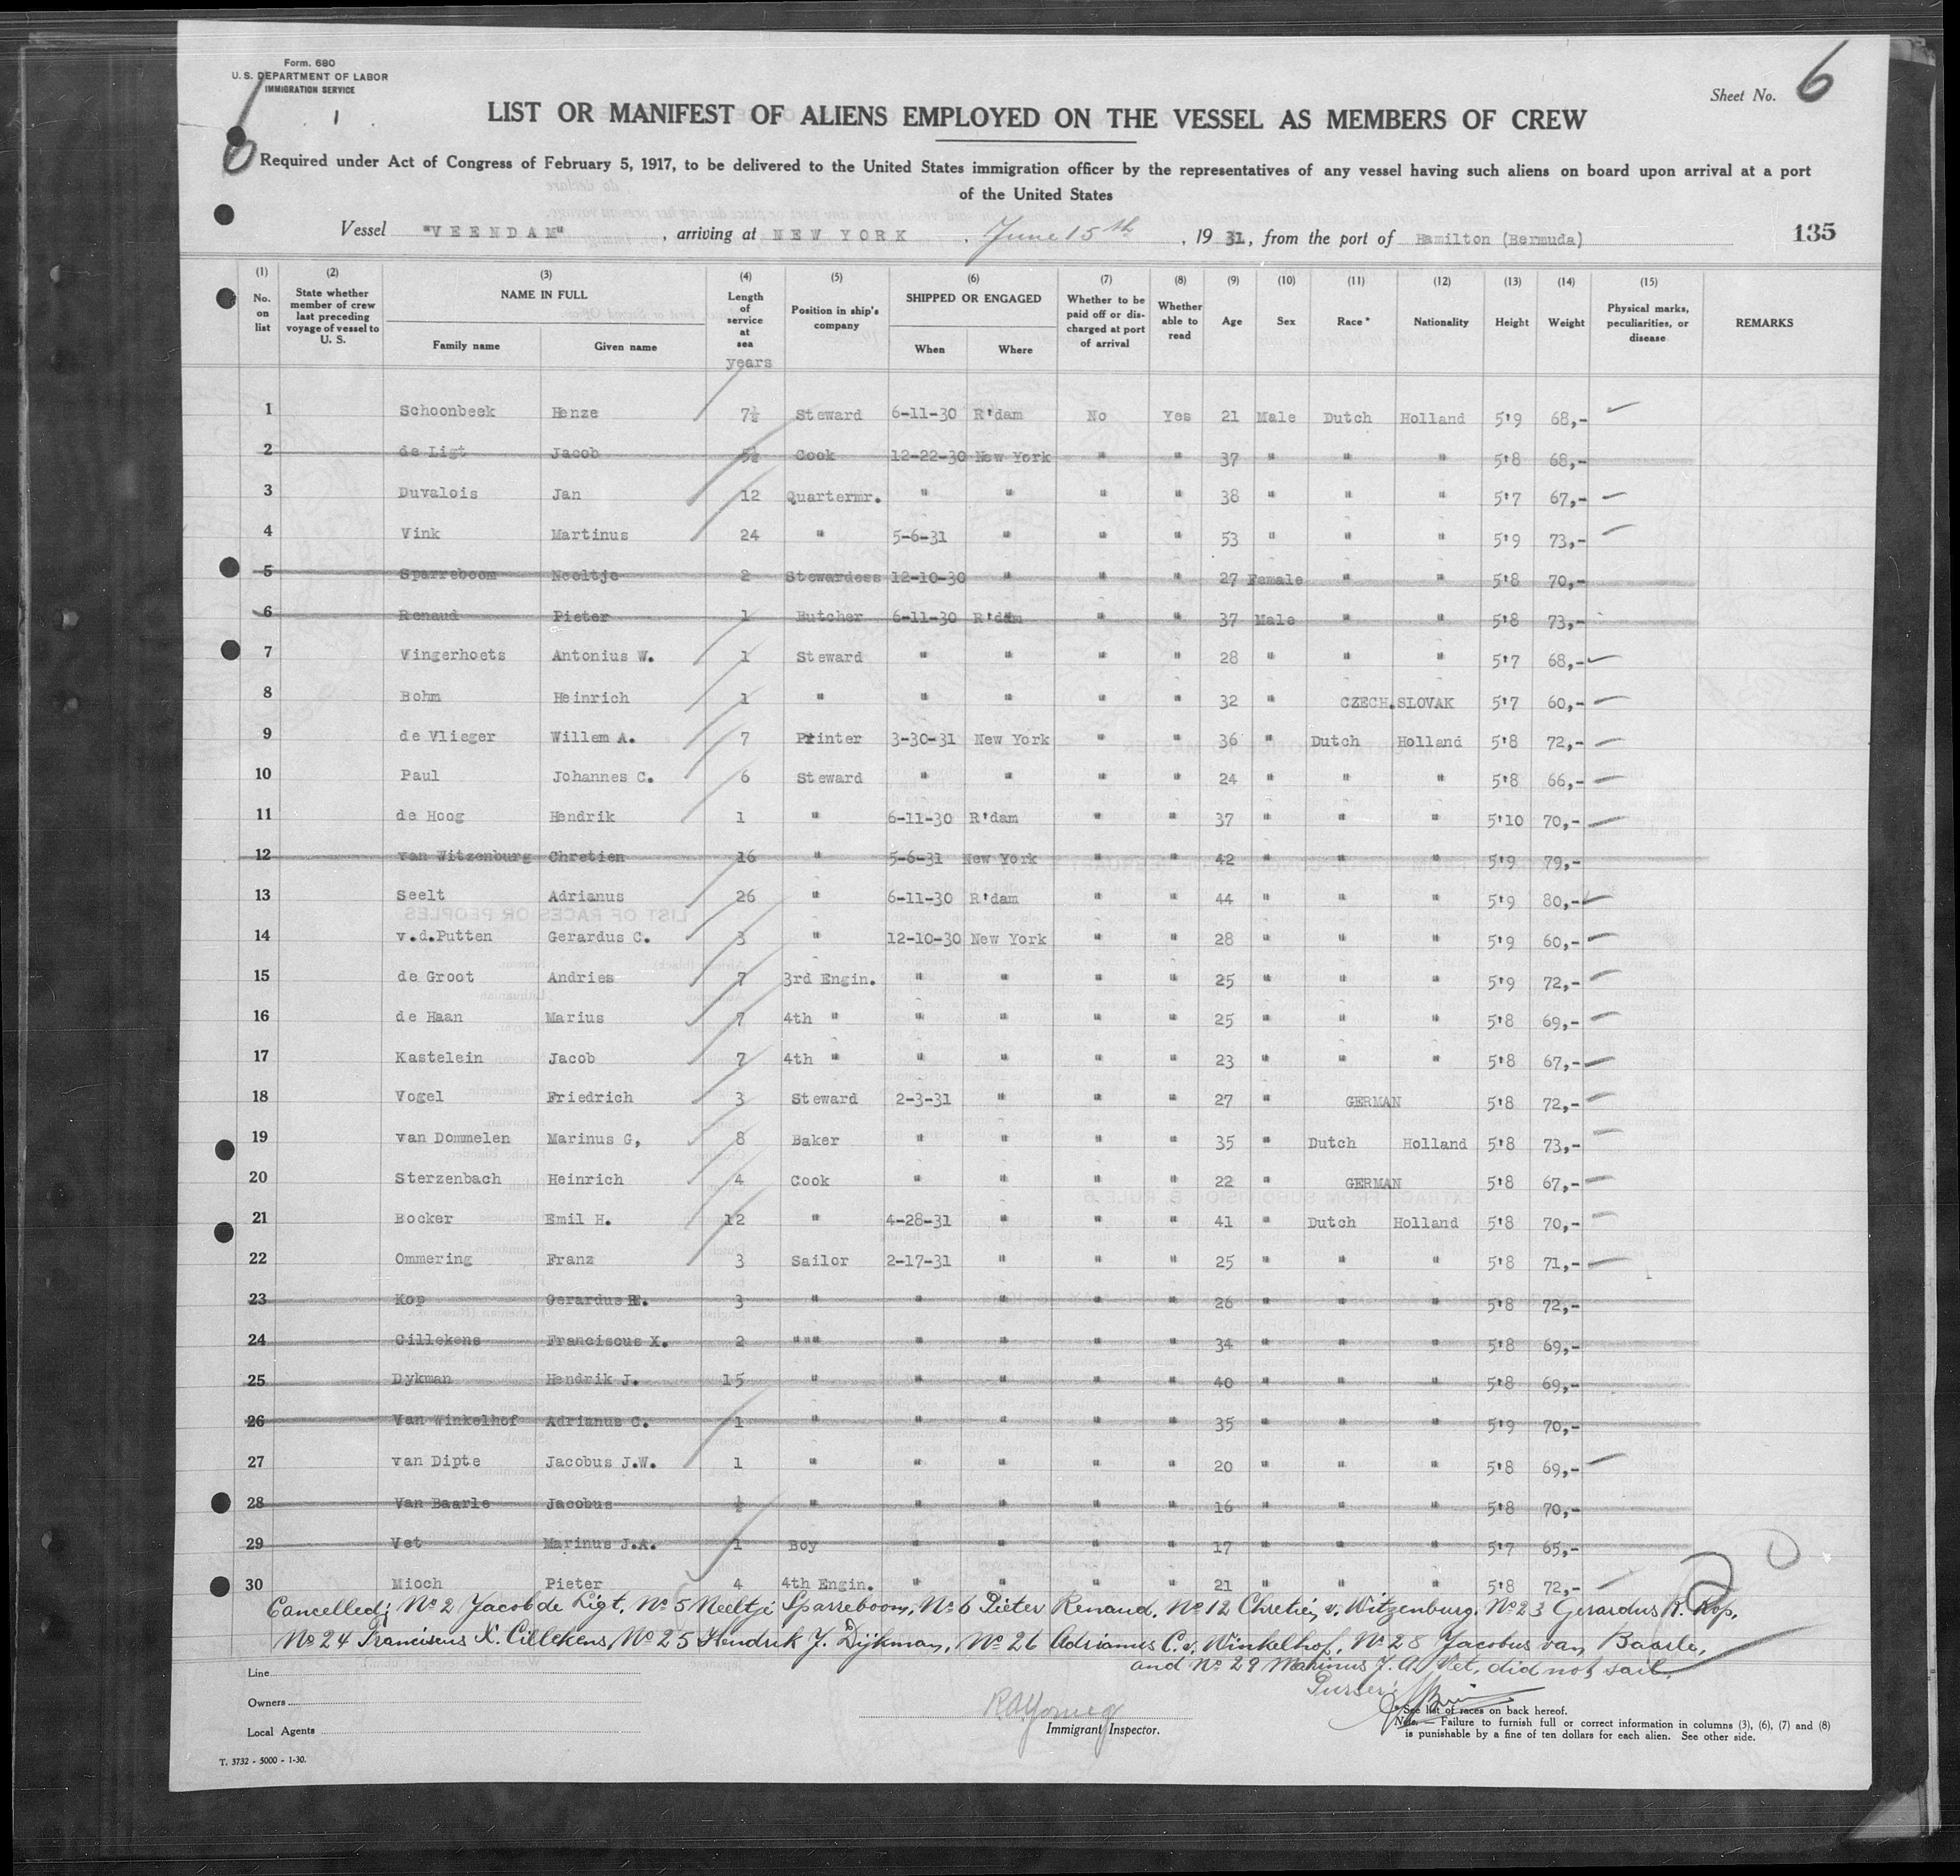 Form. 680
U. S. DEPARTMENT OF LABOR
IMMIGRATION SERVICE
Sheet No. 6
LIST OR MANIFEST OF ALIENS EMPLOYED ON THE VESSEL AS MEMBERS OF CREW
Required under Act of Congress of February 5, 1917, to be delivered to the United States immigration officer by the representatives of any vessel having such aliens on board upon arrival at a port
of the United States
Vessel "VEENDAM", arriving at NEW YORK, June 15th, 1931, from the port of Hamilton (Bermuda) 135
(1) (2) (3) (4) (5) (6) (7) (8) (9) (10) (11) (12) (13) (14) (15)
No. on list State whether member of crew last preceding voyage of vessel to U. S. NAME IN FULL Family name Given name Length of service at sea years Position in ship's company SHIPPED OR ENGAGED When Where Whether to be paid off or discharged at port of arrival Whether able to read Age Sex Race* Nationality Height Weight Physical marks, peculiarities, or disease REMARKS
1 Schoonbeek Henze 7½ Steward 6-11-30 R'dam No Yes 21 Male Dutch Holland 5'9 68,-
2 de Ligt Jacob 5½ Cook 12-22-30 New York " " 37 " " " 5'8 68,-
3 Duvalois Jan 12 Quartermr. " " " " 38 " " " 5'7 67,-
4 Vink Martinus 24 " 5-6-31 " " " 53 " " " 5'9 73,-
5 Sparreboom Neeltje 2 Stewardess 12-10-30 " " " 27 Female " " 5'8 70,-
6 Renaud Pieter 1 Butcher 6-11-30 R'dam " " 37 Male " " 5'8 73,-
7 Vingerhoets Antonius W. 1 Steward " " " " 28 " " " 5'7 68,-
8 Bohm Heinrich 1 " " " " " 32 " CZECH.SLOVAK 5'7 60,-
9 de Vlieger Willem A. 7 Printer 3-30-31 New York " " 36 " Dutch Holland 5'8 72,-
10 Paul Johannes C. 6 Steward " " " " 24 " " " 5'8 66,-
11 de Hoog Hendrik 1 " 6-11-30 R'dam " " 37 " " " 5'10 70,-
12 van Witzenburg Chretien 16 " 5-6-31 New York " " 42 " " " 5'9 79,-
13 Seelt Adrianus 26 " 6-11-30 R'dam " " 44 " " " 5'9 80,-
14 v.d.Putten Gerardus C. 3 " 12-10-30 New York " " 28 " " " 5'9 60,-
15 de Groot Andries 7 3rd Engin. " " " " 25 " " " 5'9 72,-
16 de Haan Marius 7 4th " " " " " 25 " " " 5'8 69,-
17 Kastelein Jacob 7 4th " " " " " 23 " " " 5'8 67,-
18 Vogel Friedrich 3 Steward 2-3-31 " " " 27 " GERMAN 5'8 72,-
19 van Dommelen Marinus G, 8 Baker " " " " 35 " Dutch Holland 5'8 73,-
20 Sterzenbach Heinrich 4 Cook " " " " 22 " GERMAN 5'8 67,-
21 Bocker Emil H. 12 " 4-28-31 " " " 41 " Dutch Holland 5'8 70,-
22 Ommering Franz 3 Sailor 2-17-31 " " " 25 " " " 5'8 71,-
23 Kop Gerardus R. 3 " " " " " 26 " " " 5'8 72,-
24 Cillekens Franciscus X. 2 """ " " " " 34 " " " 5'8 69,-
25 Dykman Hendrik J. 15 " " " " " 40 " " " 5'8 69,-
26 Van Winkelhof Adrianus C. 1 " " " " " 35 " " " 5'9 70,-
27 van Dipte Jacobus J.W. 1 " " " " " 20 " " " 5'8 69,-
28 Van Baarle Jacobus ½ " " " " " 16 " " " 5'8 70,-
29 Vet Marinus J.A. 1 Boy " " " " 17 " " " 5'7 65,-
30 Mioch Pieter 4 4th Engin. " " " " 21 " " " 5'8 72,-
Cancelled; No 2 Jacob de Ligt, No 5 Neeltje Sparreboom, No 6 Pieter Renaud, No 12 Chretien v. Witzenburg, No 23 Gerardus R. Kop,
No 24 Franciscus X. Cillekens, No 25 Hendrik J. Dijkman, No 26 Adrianus C. v. Winkelhof, No 28 Jacobus van Baarle,
and No 29 Marinus J. A. Vet, did not sail.
Purser:
Line
Owners
Local Agents
Immigrant Inspector.
* See list of races on back hereof.
Note. — Failure to furnish full or correct information in columns (3), (6), (7) and (8)
is punishable by a fine of ten dollars for each alien. See other side.
T. 3732 - 5000 - 1-30.